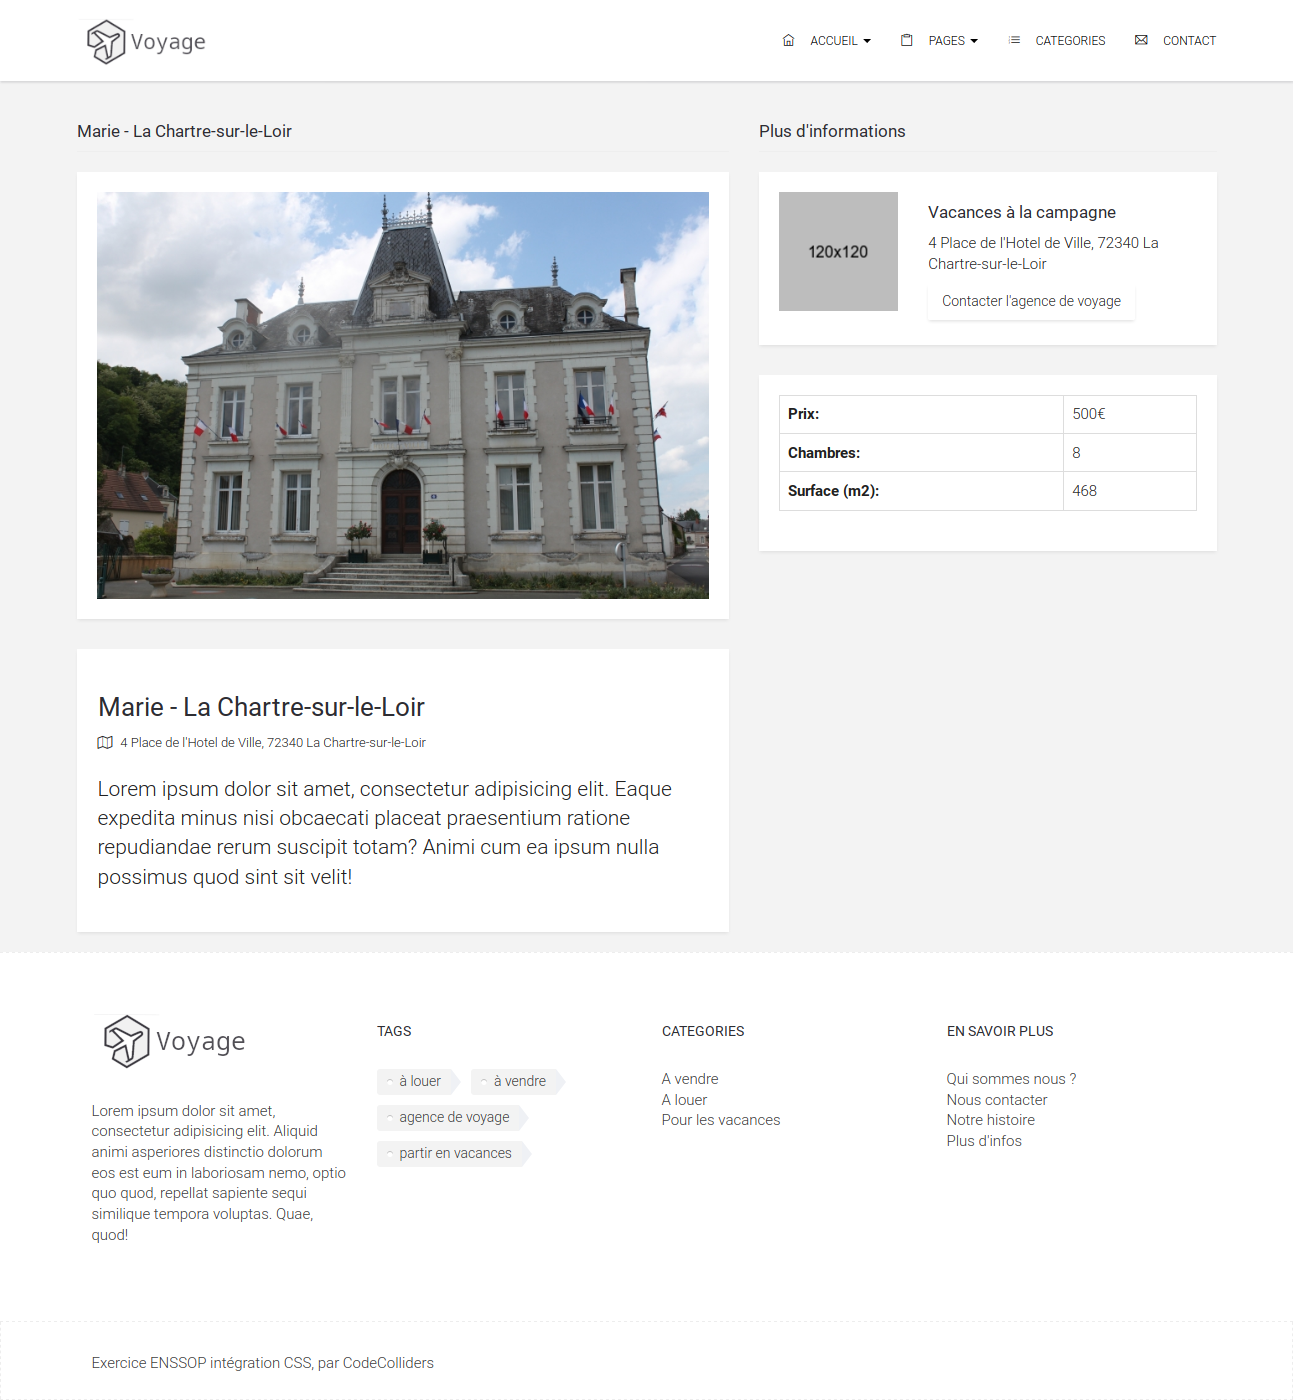 Voyage
ACCUEIL
PAGES
CATEGORIES
CONTACT
Marie - La Chartre-sur-le-Loir
Plus d'informations
120x120
Vacances à la campagne
4 Place de l'Hotel de Ville, 72340 La
Chartre-sur-le-Loir
Contacter l'agence de voyage
Prix: 500€
Chambres: 8
Surface (m2): 468
Marie - La Chartre-sur-le-Loir
4 Place de l'Hotel de Ville, 72340 La Chartre-sur-le-Loir
Lorem ipsum dolor sit amet, consectetur adipisicing elit. Eaque
expedita minus nisi obcaecati placeat praesentium ratione
repudiandae rerum suscipit totam? Animi cum ea ipsum nulla
possimus quod sint sit velit!
Voyage
Lorem ipsum dolor sit amet,
consectetur adipisicing elit. Aliquid
animi asperiores distinctio dolorum
eos est eum in laboriosam nemo, optio
quo quod, repellat sapiente sequi
similique tempora voluptas. Quae,
quod!
TAGS
à louer
à vendre
agence de voyage
partir en vacances
CATEGORIES
A vendre
A louer
Pour les vacances
EN SAVOIR PLUS
Qui sommes nous ?
Nous contacter
Notre histoire
Plus d'infos
Exercice ENSSOP intégration CSS, par CodeColliders